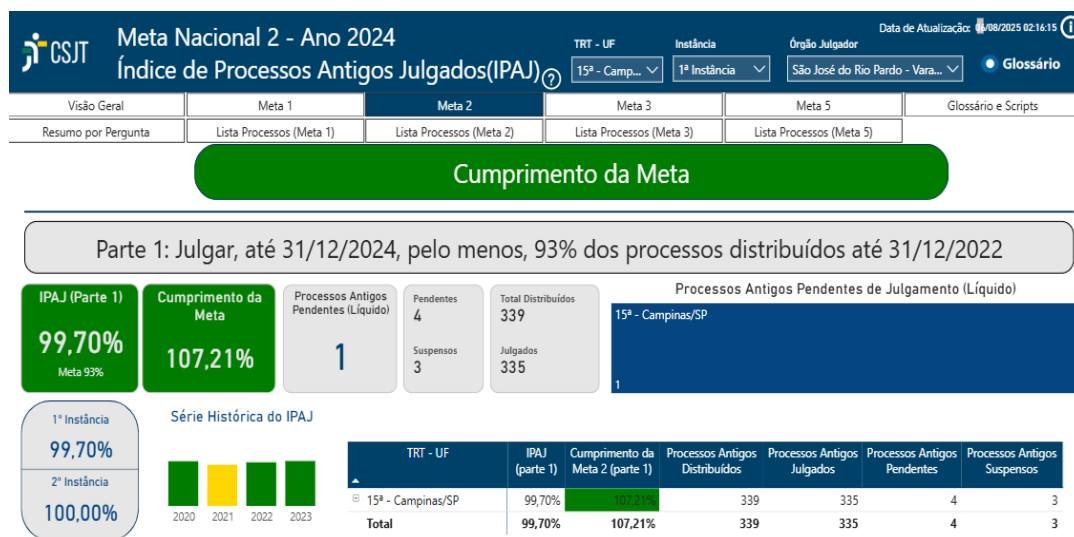 CSJT
Meta Nacional 2 - Ano 2024
Índice de Processos Antigos Julgados(IPAJ)
?
TRT - UF
15ª - Camp...
Instância
1ª Instância
Órgão Julgador
São José do Rio Pardo - Vara...
Data de Atualização: 06/08/2025 02:16:15
i
Glossário
Visão Geral
Meta 1
Meta 2
Meta 3
Meta 5
Glossário e Scripts
Resumo por Pergunta
Lista Processos (Meta 1)
Lista Processos (Meta 2)
Lista Processos (Meta 3)
Lista Processos (Meta 5)
Cumprimento da Meta
Parte 1: Julgar, até 31/12/2024, pelo menos, 93% dos processos distribuídos até 31/12/2022
IPAJ (Parte 1)
99,70%
Meta 93%
Cumprimento da
Meta
107,21%
Processos Antigos
Pendentes (Líquido)
1
Pendentes
4
Suspensos
3
Total Distribuídos
339
Julgados
335
Processos Antigos Pendentes de Julgamento (Líquido)
15ª - Campinas/SP
1
1ª Instância
99,70%
2ª Instância
100,00%
Série Histórica do IPAJ
2020 2021 2022 2023
TRT - UF IPAJ (parte 1) Cumprimento da Meta 2 (parte 1) Processos Antigos Distribuídos Processos Antigos Julgados Processos Antigos Pendentes Processos Antigos Suspensos
15ª - Campinas/SP 99,70% 107,21% 339 335 4 3
Total 99,70% 107,21% 339 335 4 3